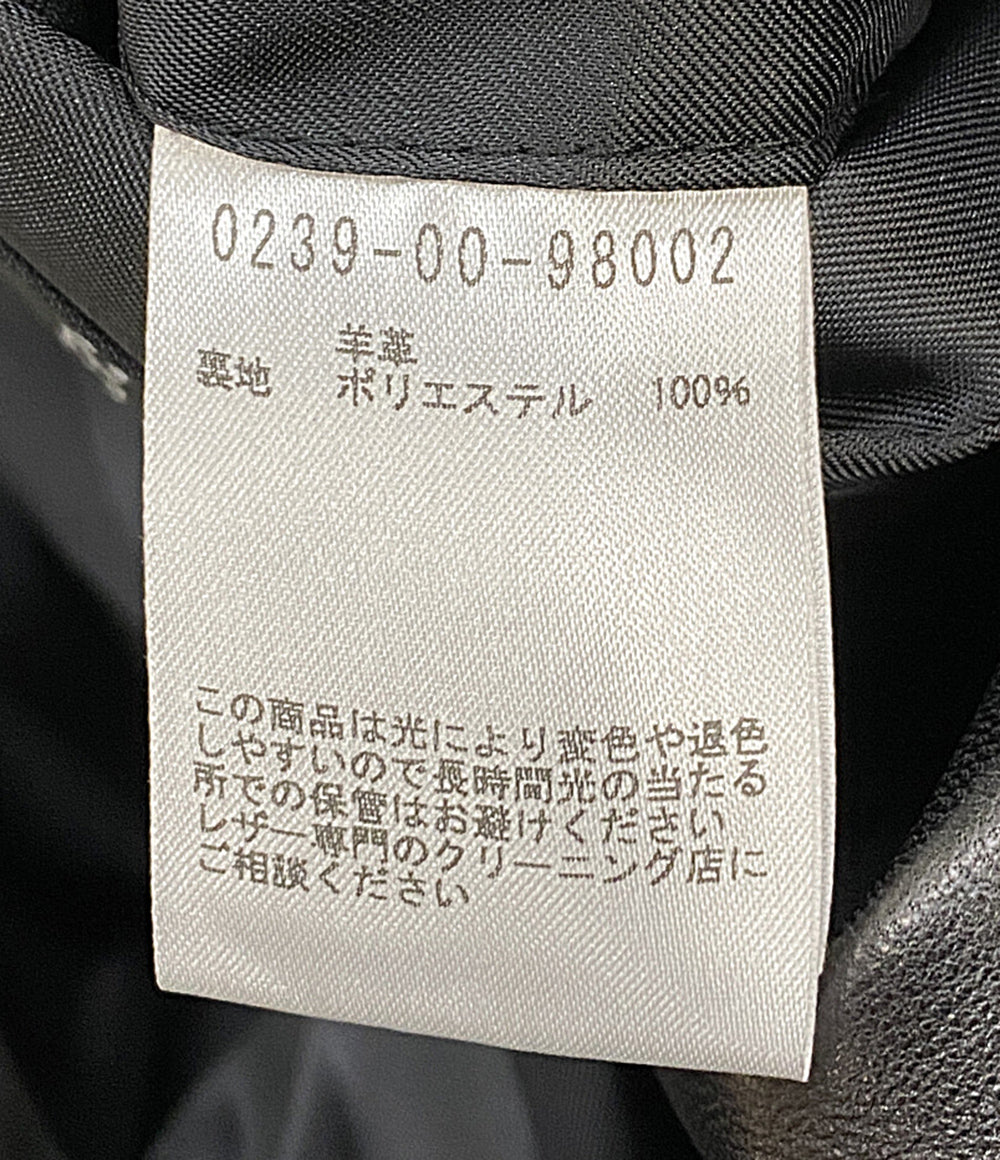 0239-00-98002
羊革
裏地 ポリエステル 100%
この商品は光により変色や退色
しやすいので長時間光の当たる
所での保管はお避けください
レザー専門のクリーニング店に
ご相談ください